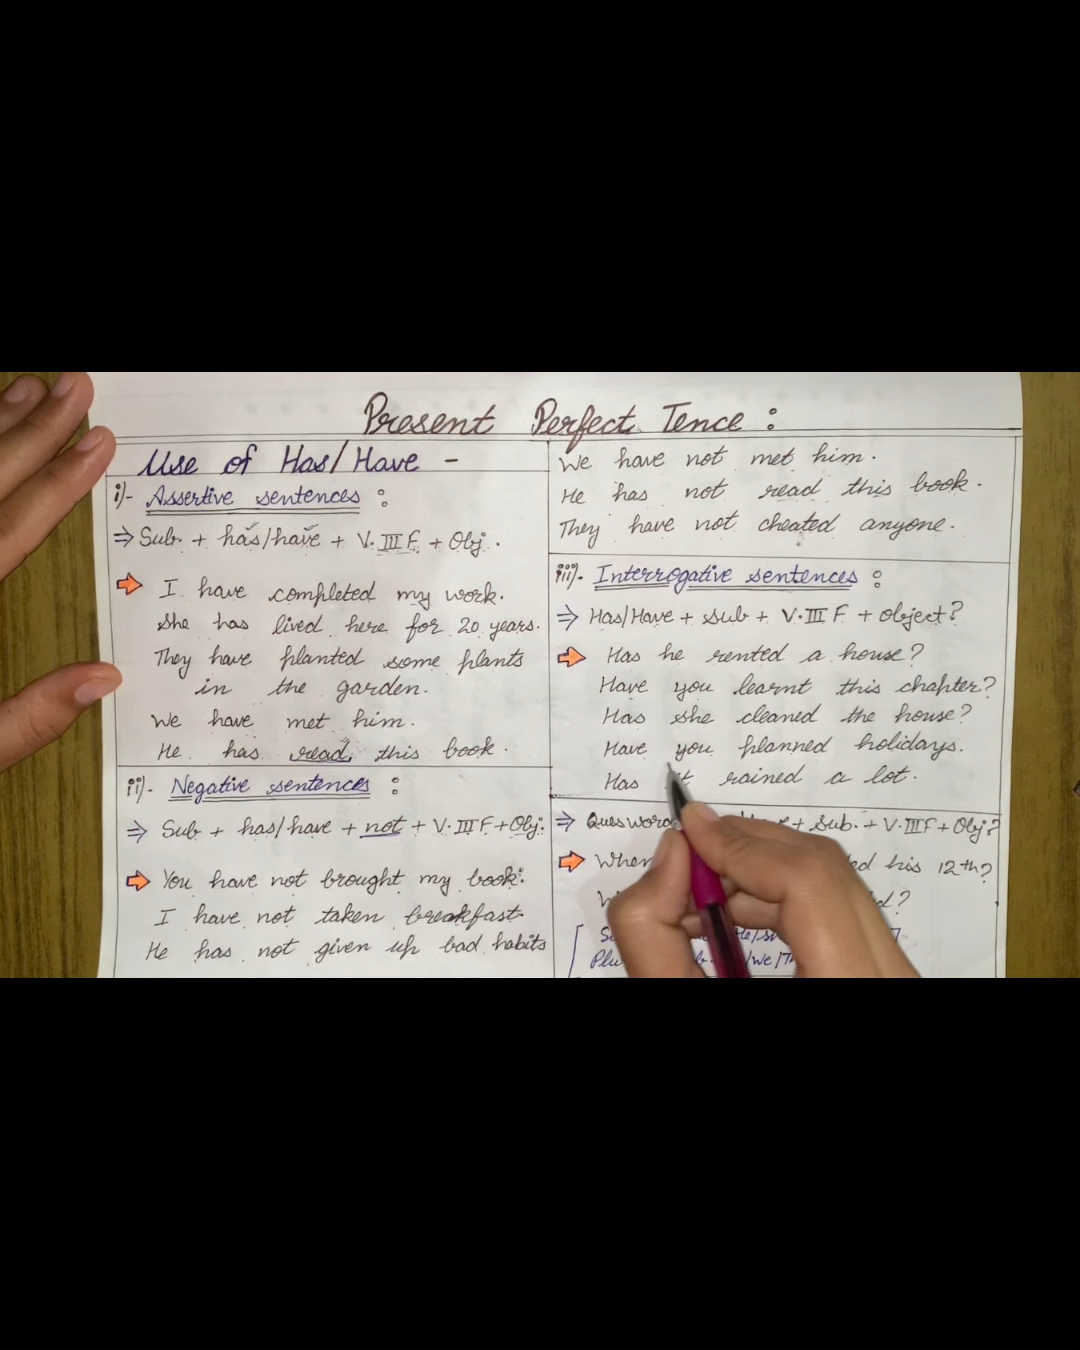 Present Perfect Tence :
Use of Has/Have -
i)- Assertive sentences :
⇒ Sub + has/have + V.III F + Obj.
I have completed my work.
She has lived here for 20 years.
They have planted some plants
in the garden.
We have met him.
He has read this book.
ii)- Negative sentences :
⇒ Sub + has/have + not + V.III F + Obj.
You have not brought my book.
I have not taken breakfast.
He has not given up bad habits
We have not met him.
He has not read this book.
They have not cheated anyone.
iii)- Interrogative sentences :
⇒ Has/Have + sub + V.III F + object?
Has he rented a house?
Have you learnt this chapter?
Has she cleaned the house?
Have you planned holidays.
Has it rained a lot.
⇒ Ques Word + sub. + V.III F + Obj?
When his 12th?